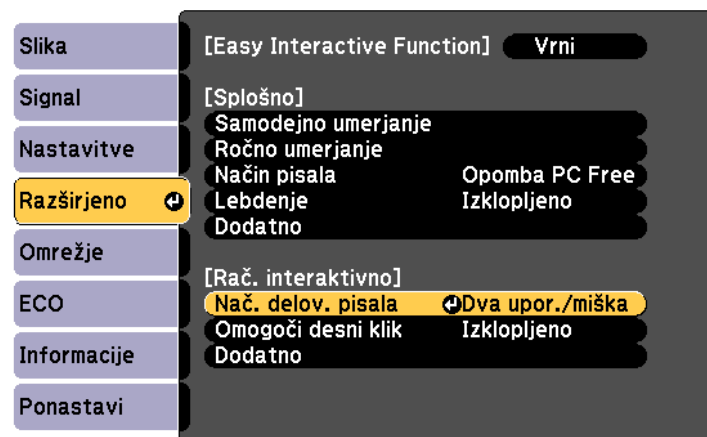 Slika
Signal
Nastavitve
Razširjeno
Omrežje
ECO
Informacije
Ponastavi
[Easy Interactive Function] Vrni
[Splošno]
Samodejno umerjanje
Ročno umerjanje
Način pisala Opomba PC Free
Lebdenje Izklopljeno
Dodatno
[Rač. interaktivno]
Nač. delov. pisala Dva upor./miška
Omogoči desni klik Izklopljeno
Dodatno